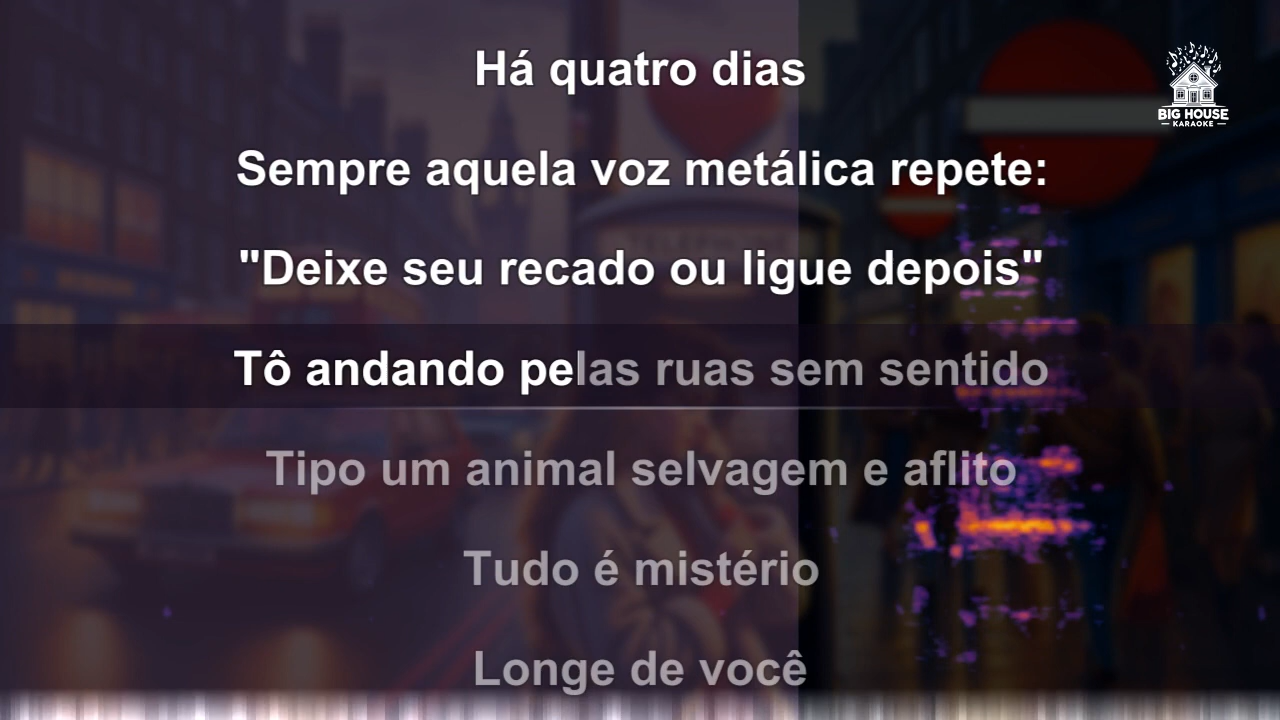 Há quatro dias
BIG HOUSE
KARAOKE
Sempre aquela voz metálica repete:
"Deixe seu recado ou ligue depois"
Tô andando pelas ruas sem sentido
Tipo um animal selvagem e aflito
Tudo é mistério
Longe de você